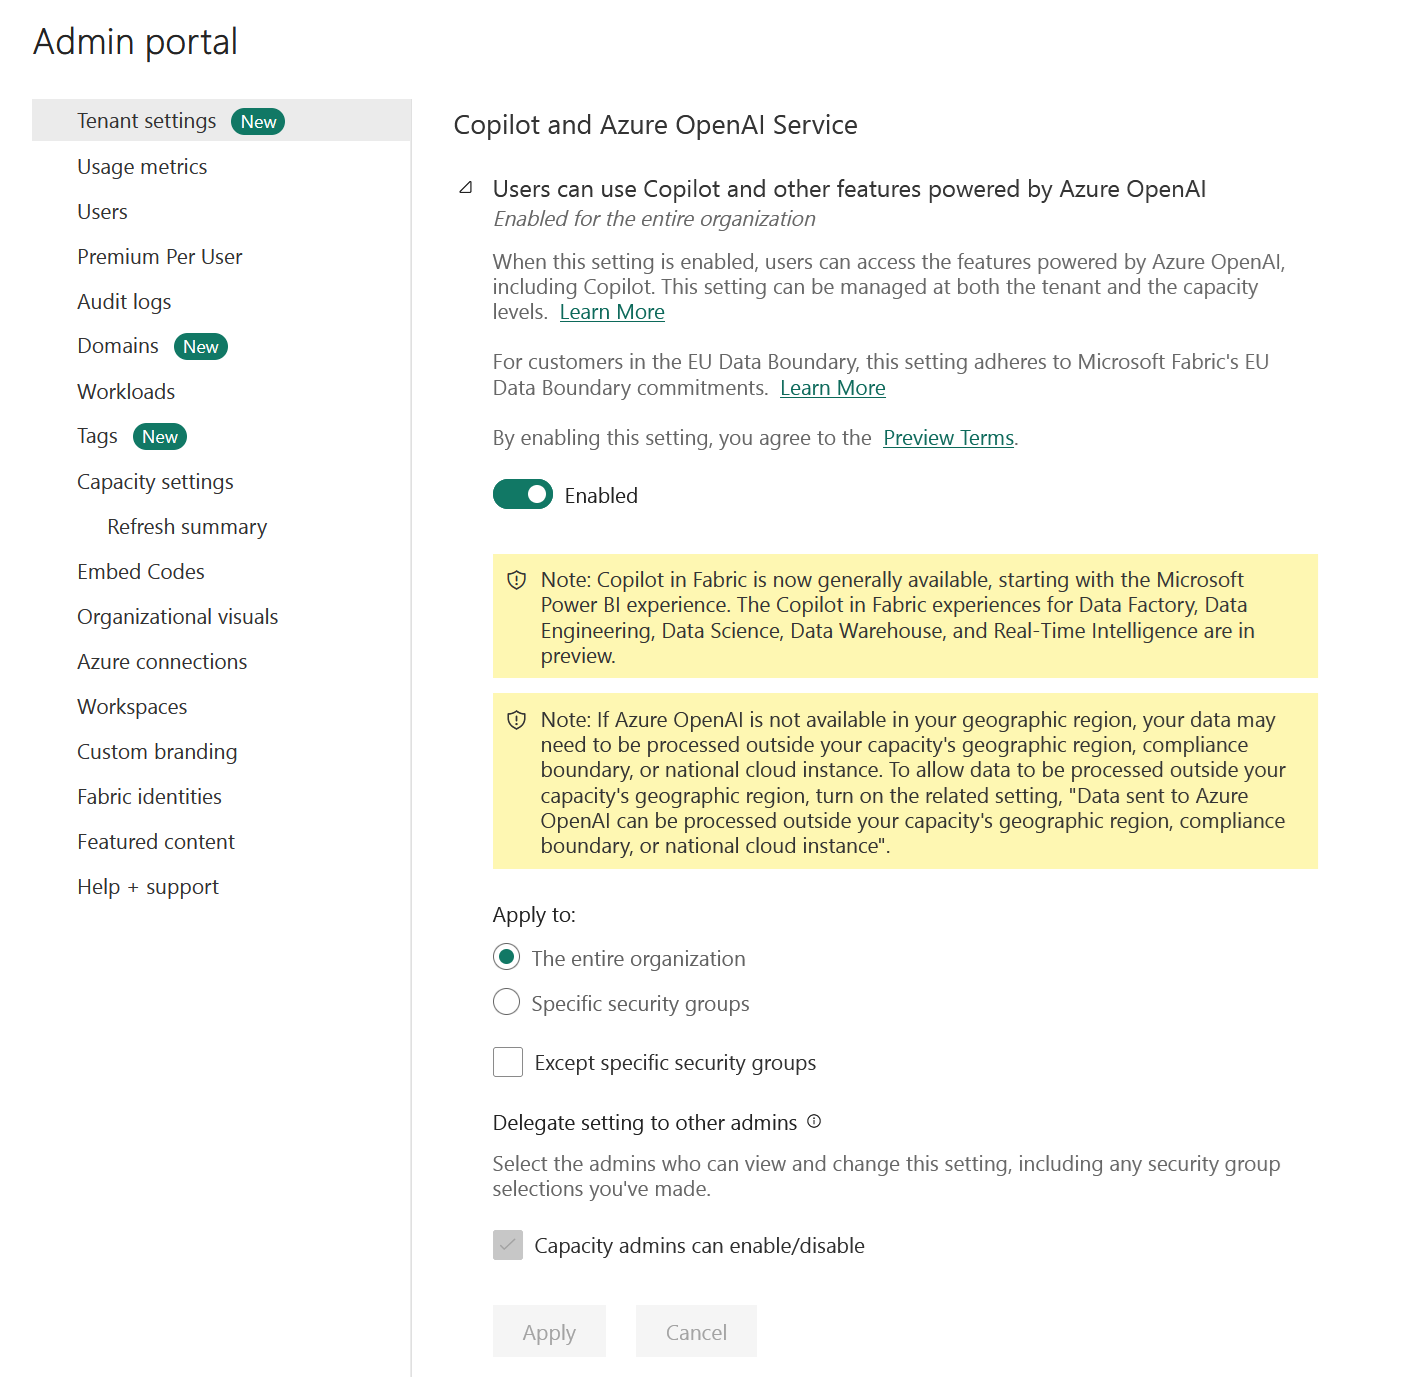 Admin portal
Tenant settings New
Usage metrics
Users
Premium Per User
Audit logs
Domains New
Workloads
Tags New
Capacity settings
Refresh summary
Embed Codes
Organizational visuals
Azure connections
Workspaces
Custom branding
Fabric identities
Featured content
Help + support
Copilot and Azure OpenAI Service
Users can use Copilot and other features powered by Azure OpenAI
Enabled for the entire organization
When this setting is enabled, users can access the features powered by Azure OpenAI,
including Copilot. This setting can be managed at both the tenant and the capacity
levels. Learn More
For customers in the EU Data Boundary, this setting adheres to Microsoft Fabric's EU
Data Boundary commitments. Learn More
By enabling this setting, you agree to the Preview Terms.
Enabled
Note: Copilot in Fabric is now generally available, starting with the Microsoft
Power BI experience. The Copilot in Fabric experiences for Data Factory, Data
Engineering, Data Science, Data Warehouse, and Real-Time Intelligence are in
preview.
Note: If Azure OpenAI is not available in your geographic region, your data may
need to be processed outside your capacity's geographic region, compliance
boundary, or national cloud instance. To allow data to be processed outside your
capacity's geographic region, turn on the related setting, "Data sent to Azure
OpenAI can be processed outside your capacity's geographic region, compliance
boundary, or national cloud instance".
Apply to:
The entire organization
Specific security groups
Except specific security groups
Delegate setting to other admins
Select the admins who can view and change this setting, including any security group
selections you've made.
Capacity admins can enable/disable
Apply Cancel